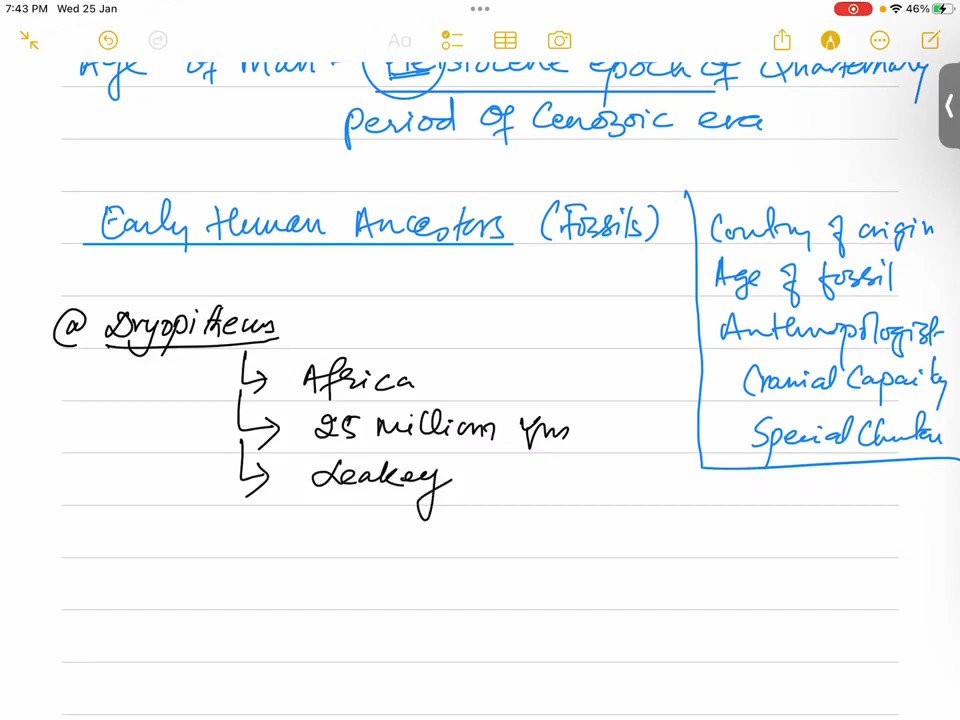 7:43 PM Wed 25 Jan
46%
Aa
Age of Man - Pleistocene epoch of Quarternary
period of Cenozoic era
Early Human Ancestors (Fossils)
Country of origin
Age of fossil
Anthropologist
Cranial Capacity
Special Character
@ Dryopithecus
Africa
25 million yrs
Leakey